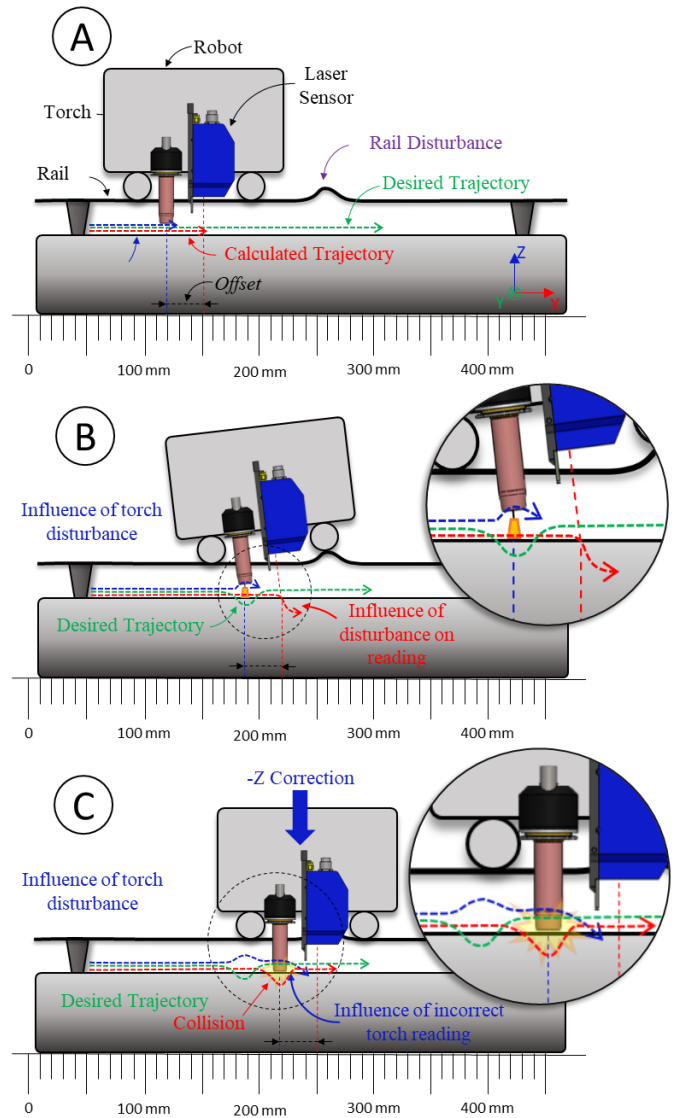 A
Robot
Laser
Sensor
Torch
Rail Disturbance
Rail
Desired Trajectory
Calculated Trajectory
Z
Offset
Y
X
0
100 mm
200 mm
300 mm
400 mm
B
Influence of torch
disturbance
Desired Trajectory
Influence of
disturbance on
reading
0
100 mm
200 mm
300 mm
400 mm
-Z Correction
C
Influence of torch
disturbance
Desired Trajectory
Collision
Influence of incorrect
torch reading
0
100 mm
200 mm
300 mm
400 mm